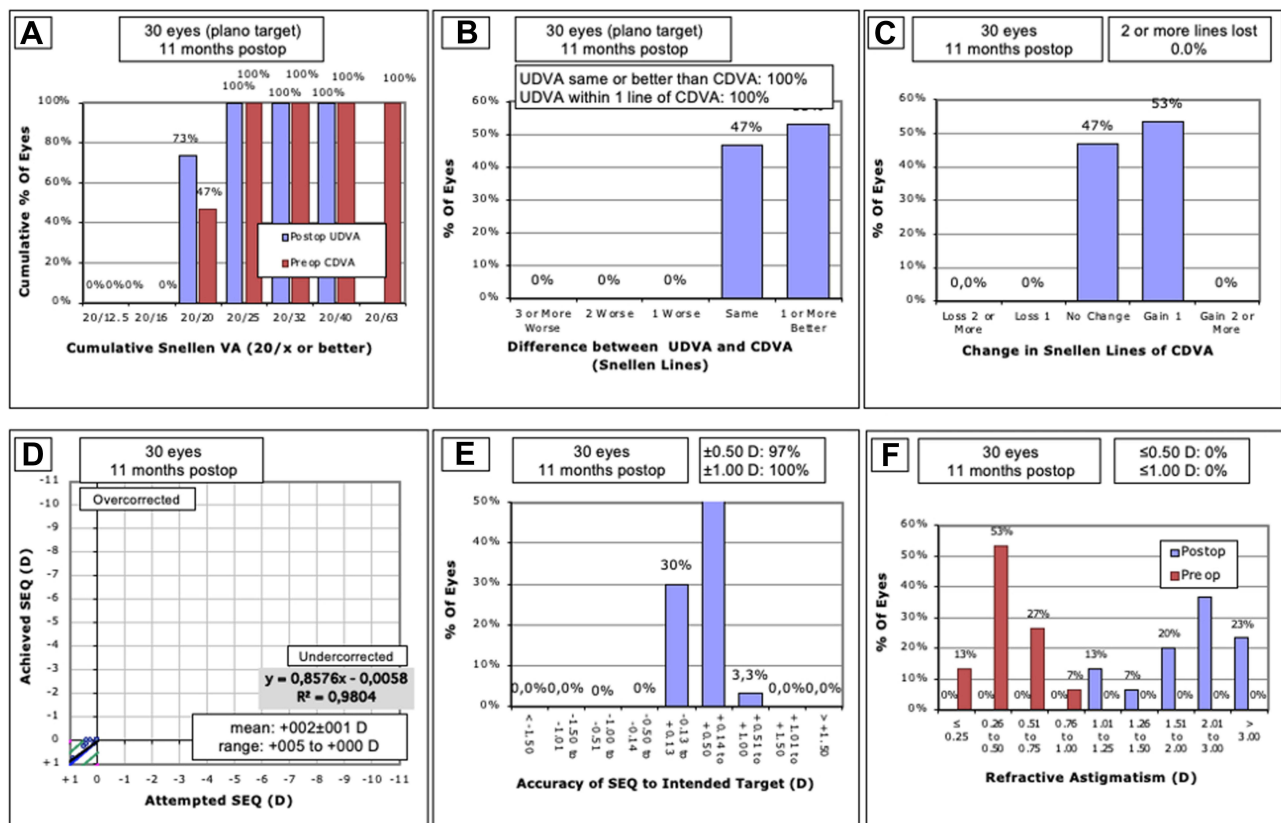 A
30 eyes (plano target)
11 months postop
100% 100% 100% 100%
100% 100% 100%
Cumulative % Of Eyes
100%
80%
60%
40%
20%
0%
73%
47%
0%0%0% 0%
Postop UDVA
Preop CDVA
20/12.5 20/16 20/20 20/25 20/32 20/40 20/63
Cumulative Snellen VA (20/x or better)
B
30 eyes (plano target)
11 months postop
UDVA same or better than CDVA: 100%
UDVA within 1 line of CDVA: 100%
% Of Eyes
60%
50%
40%
30%
20%
10%
0%
0% 0% 0% 47%
3 or More Worse
2 Worse
1 Worse
Same
1 or More Better
Difference between UDVA and CDVA
(Snellen Lines)
C
30 eyes
11 months postop
2 or more lines lost
0.0%
% Of Eyes
60%
50%
40%
30%
20%
10%
0%
0,0% 0% 47% 53% 0%
Loss 2 or More
Loss 1
No Change
Gain 1
Gain 2 or More
Change in Snellen Lines of CDVA
D
30 eyes
11 months postop
Overcorrected
Achieved SEQ (D)
-11
-10
-9
-8
-7
-6
-5
-4
-3
-2
-1
0
+1
Undercorrected
y = 0,8576x - 0,0058
R² = 0,9804
mean: +002±001 D
range: +005 to +000 D
+1 0 -1 -2 -3 -4 -5 -6 -7 -8 -9 -10 -11
Attempted SEQ (D)
E
30 eyes
11 months postop
±0.50 D: 97%
±1.00 D: 100%
% Of Eyes
50%
40%
30%
20%
10%
0%
0,0%0,0% 0% 0% 30% 3,3% 0,0%0,0%
< -1.50
-1.50 to -1.01
-1.00 to -0.51
-0.50 to -0.14
-0.13 to +0.13
+0.14 to +0.50
+0.51 to +1.00
+1.01 to +1.50
> +1.50
Accuracy of SEQ to Intended Target (D)
F
30 eyes
11 months postop
≤0.50 D: 0%
≤1.00 D: 0%
% Of Eyes
60%
50%
40%
30%
20%
10%
0%
Postop
Preop
0% 13% 0% 53% 0% 27% 0% 7% 13% 0% 7% 0% 20% 0% 0% 23% 0%
≤ 0.25
0.26 to 0.50
0.51 to 0.75
0.76 to 1.00
1.01 to 1.25
1.26 to 1.50
1.51 to 2.00
2.01 to 3.00
> 3.00
Refractive Astigmatism (D)